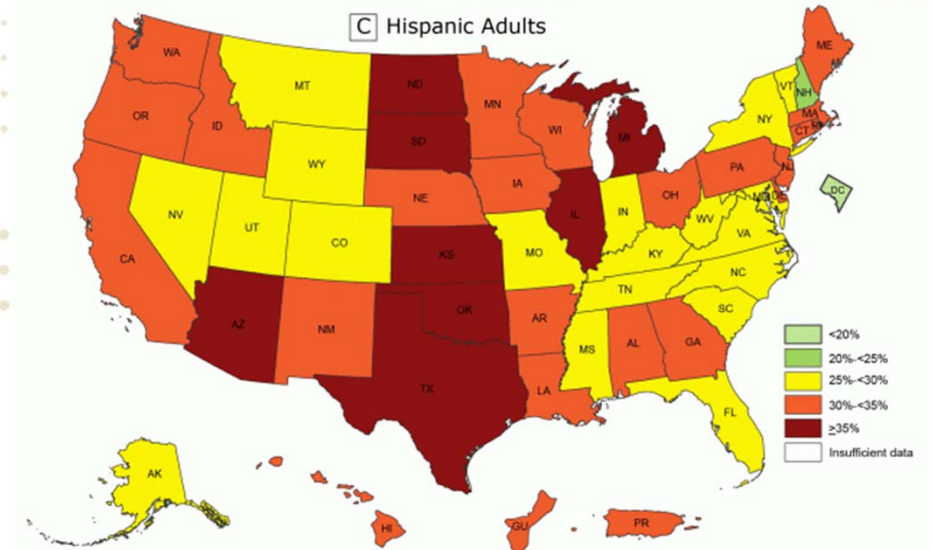 C Hispanic Adults
WA
MT
ND
MN
ME
VT
NH
OR
ID
SD
WI
MI
NY
MA
CT
WY
IA
PA
NJ
NE
OH
DC
NV
UT
CO
IL
IN
WV
MD
DE
CA
KS
MO
KY
VA
AZ
NM
OK
AR
TN
NC
SC
TX
LA
MS
AL
GA
FL
AK
HI
GU
PR
<20%
20%-<25%
25%-<30%
30%-<35%
≥35%
Insufficient data